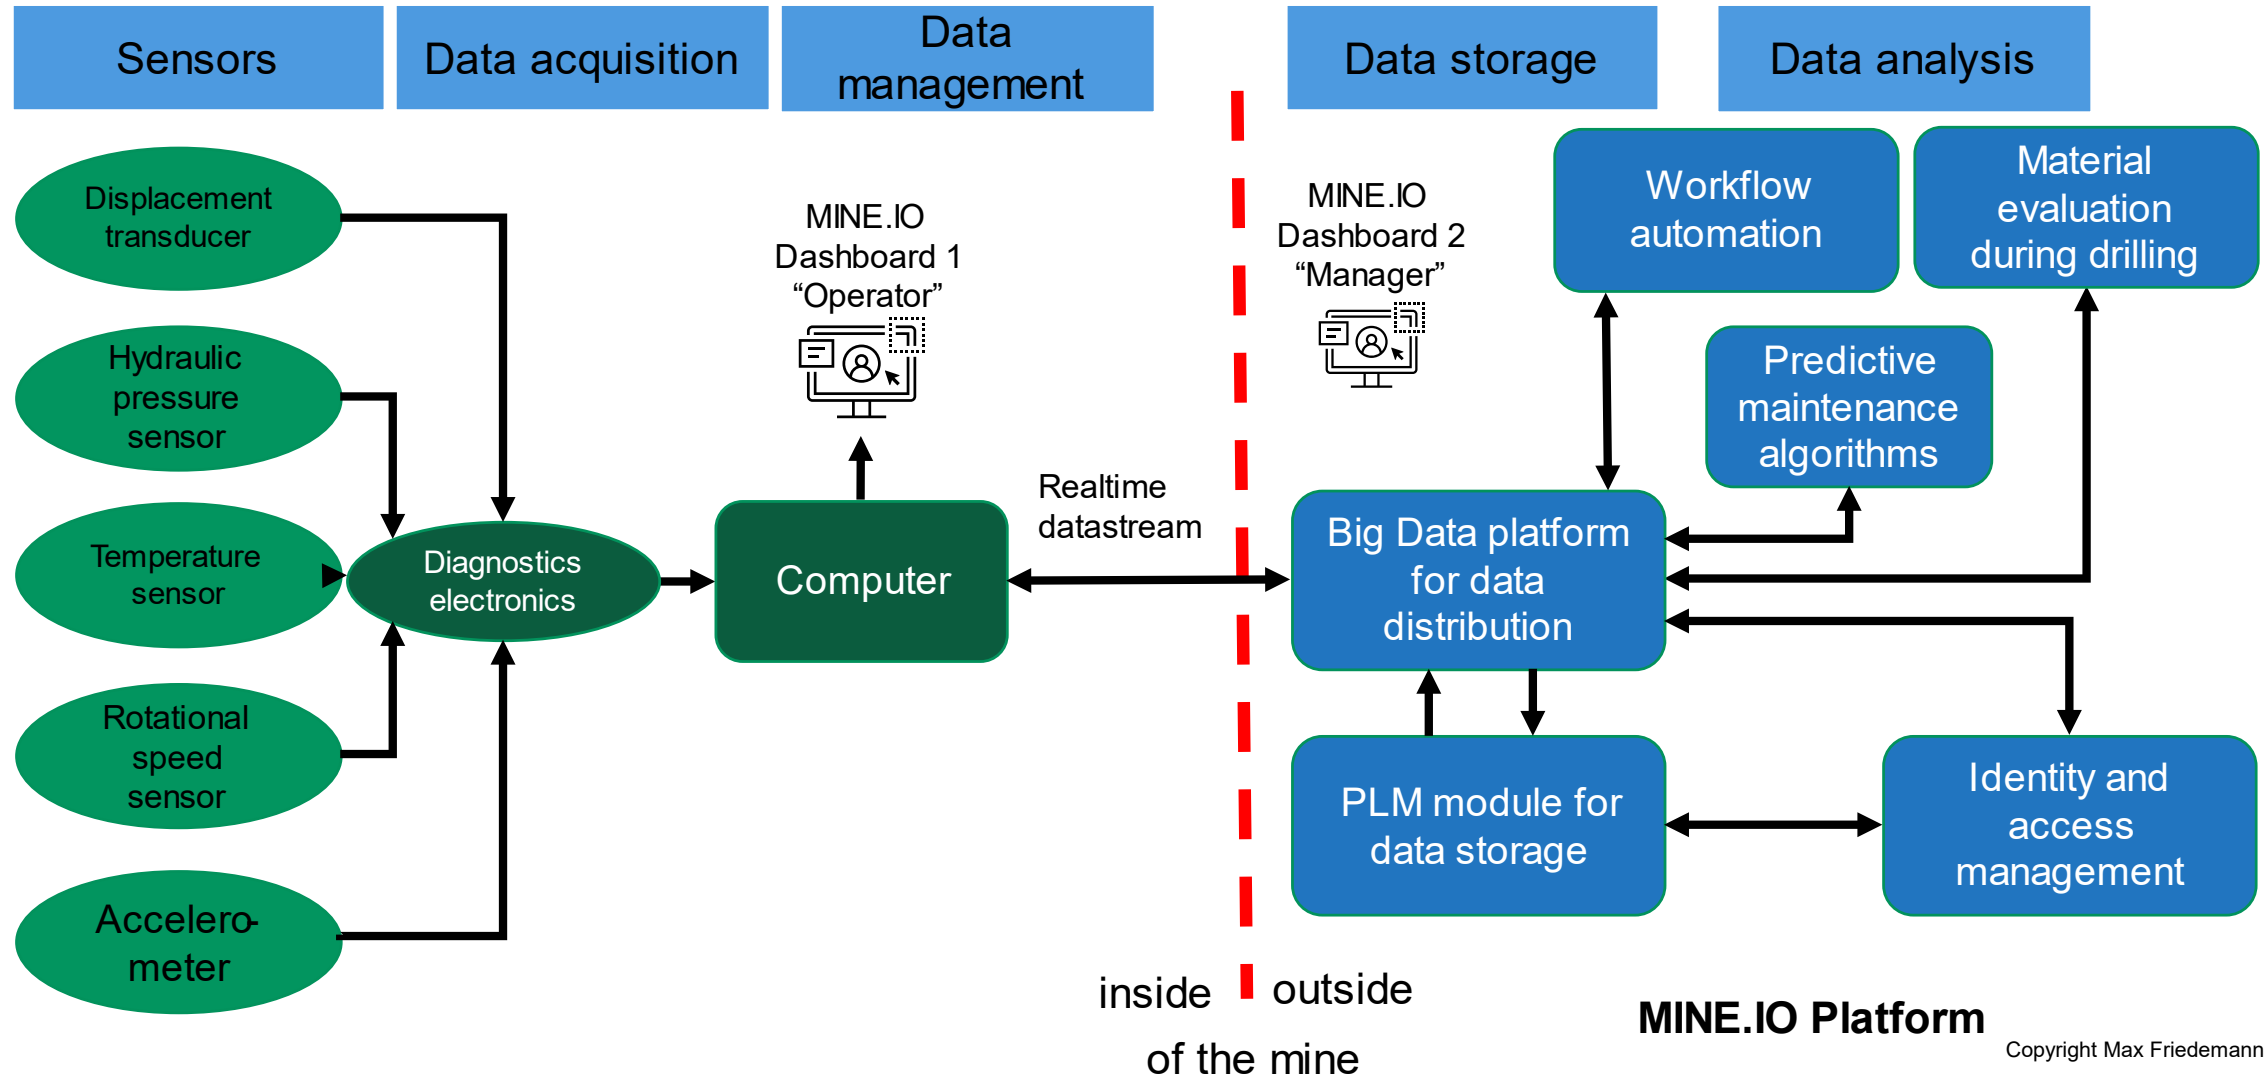 Sensors
Data acquisition
Data
management
Data storage
Data analysis
Displacement
transducer
Hydraulic
pressure
sensor
Temperature
sensor
Rotational
speed
sensor
Accelero-
meter
Diagnostics
electronics
MINE.IO
Dashboard 1
“Operator”
Computer
Realtime
datastream
MINE.IO
Dashboard 2
“Manager”
Workflow
automation
Material
evaluation
during drilling
Predictive
maintenance
algorithms
Big Data platform
for data
distribution
PLM module for
data storage
Identity and
access
management
inside
outside
of the mine
MINE.IO Platform
Copyright Max Friedemann